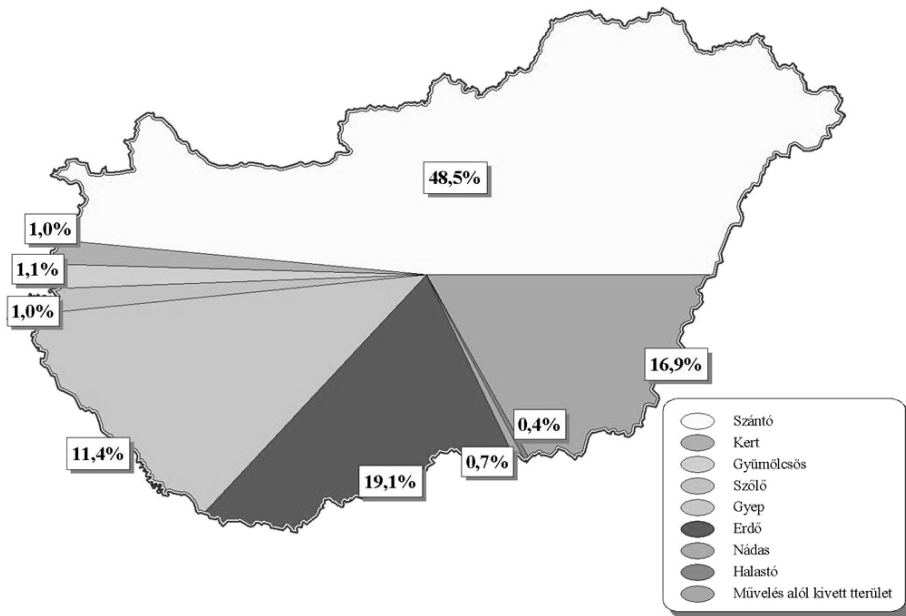 48,5%
1,0%
1,1%
1,0%
16,9%
11,4%
0,4%
0,7%
19,1%
Szántó
Kert
Gyümölcsös
Szőlő
Gyep
Erdő
Nádas
Halastó
Művelés alól kivett tterület